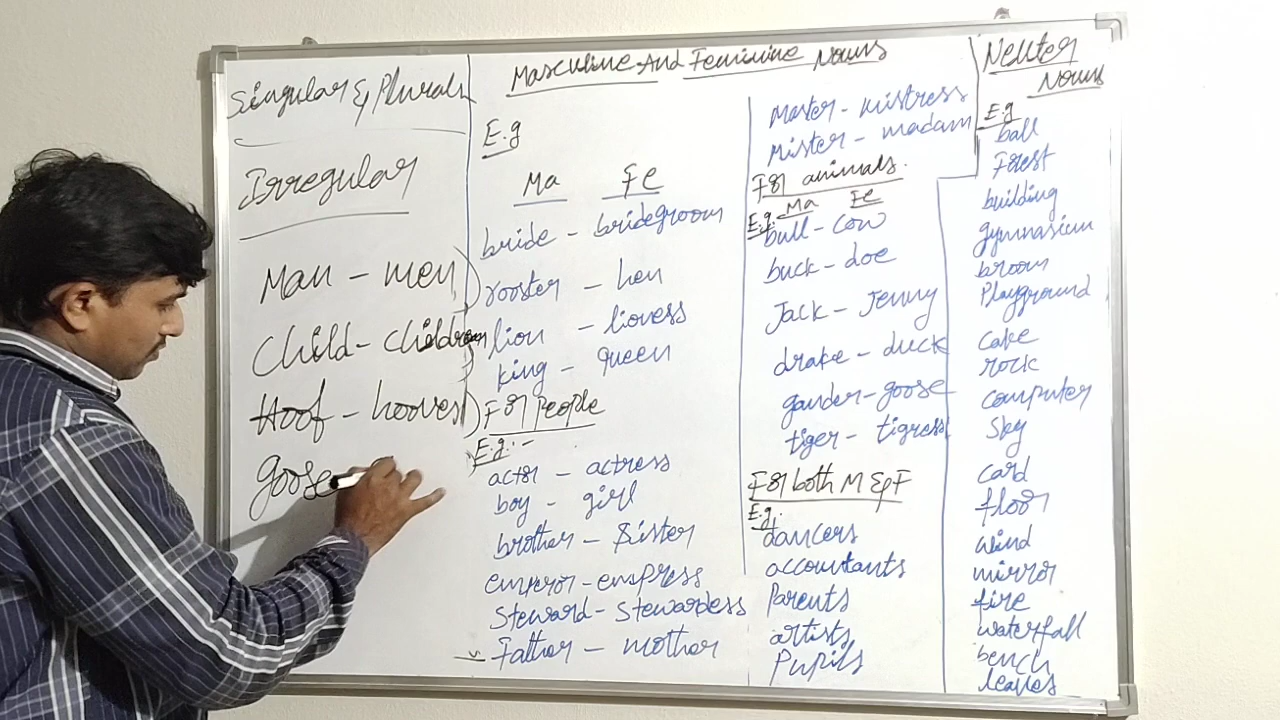 Singular & Plurals
Irregular
Man - men
Child - children
Hoof - hooves
goose
Masculine And Feminine Nouns
E.g
Ma Fe
bride - bridegroom
rooster - hen
lion - lioness
king - queen
For People
E.g:-
actor - actress
boy - girl
brother - Sister
emperor - empress
Steward - Stewardess
Father - mother
Master - mistress
Mister - madam
For animals.
E.g. Ma Fe
bull - cow
buck - doe
Jack - Jenny
drake - duck
gander - goose
tiger - tigress
For both M & F
E.g:
dancers
accountants
Parents
artists
Pupils
Neuter
Nouns
E.g
ball
Forest
building
gymnasium
broom
Playground
cake
rock
computer
Sky
card
floor
wind
mirror
fire
waterfall
bench
leaves